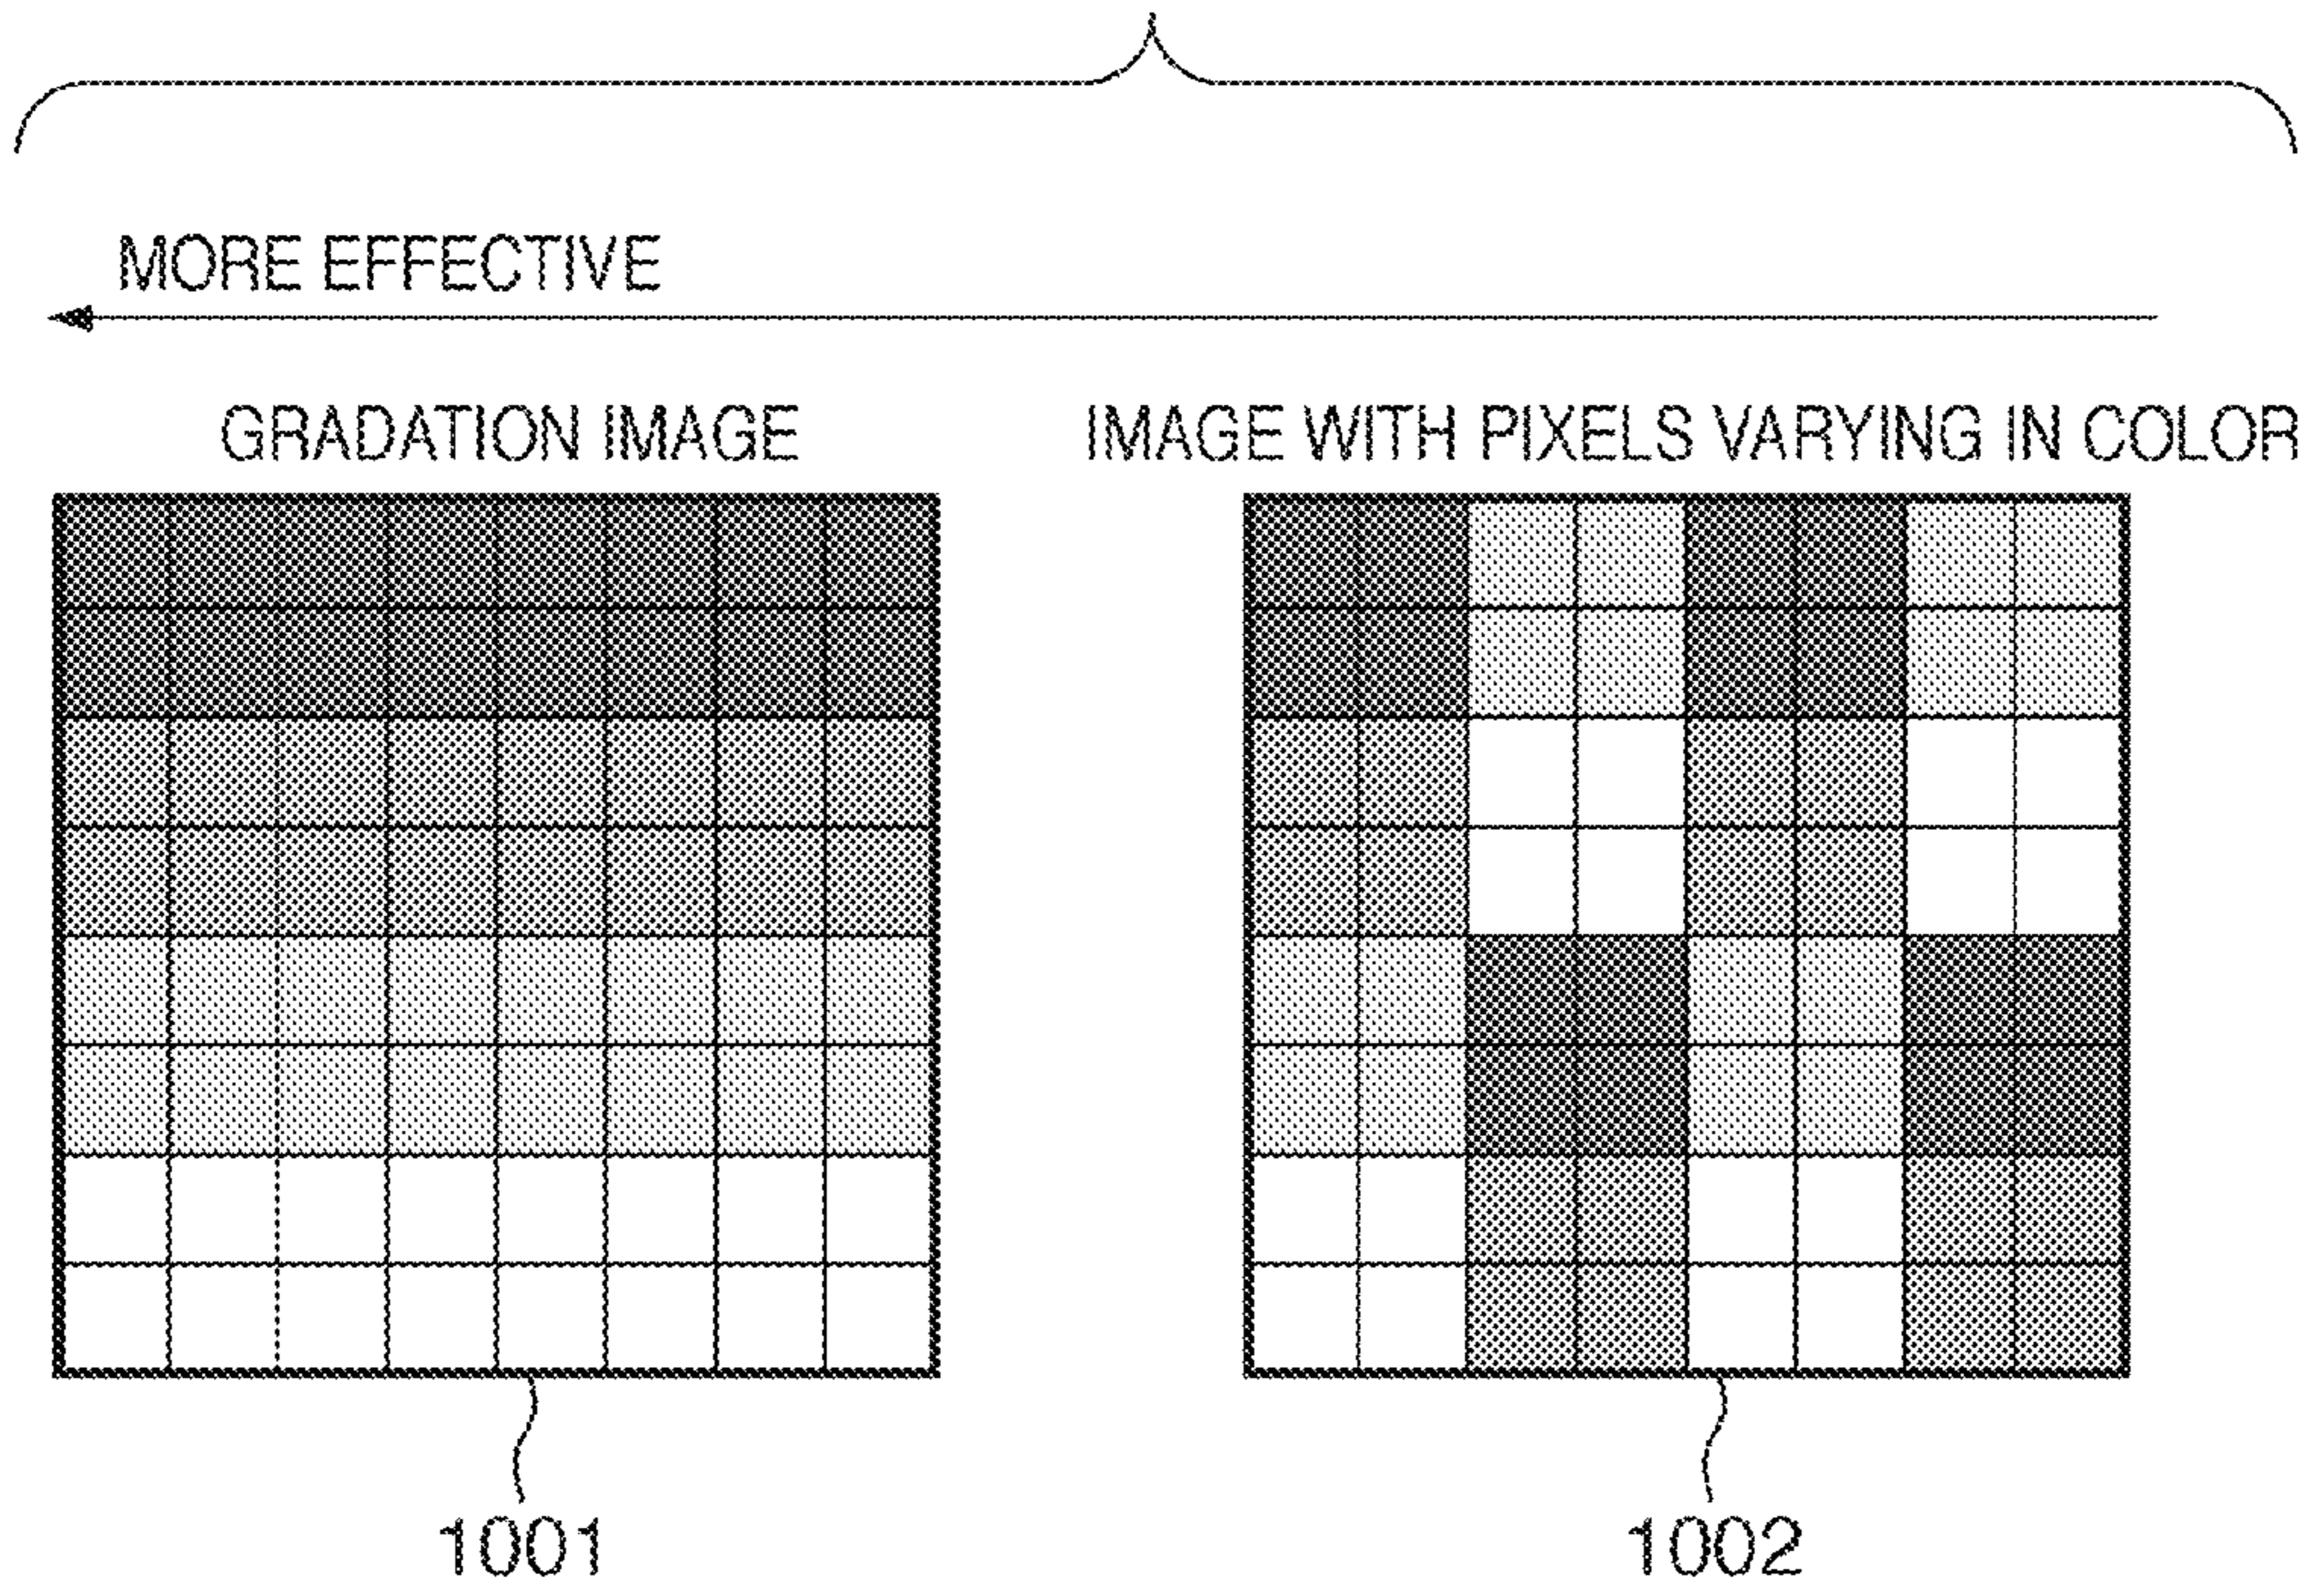 MORE EFFECTIVE
GRADATION IMAGE
IMAGE WITH PIXELS VARYING IN COLOR
1001
1002